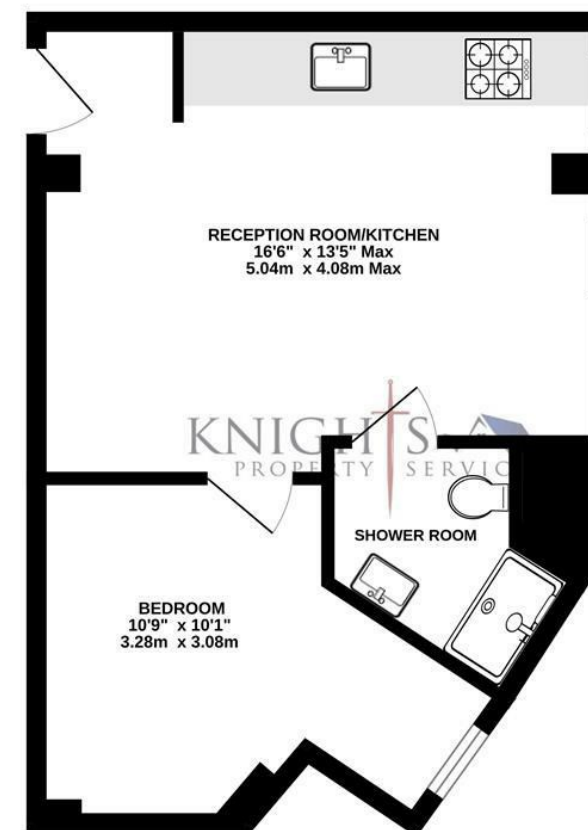 RECEPTION ROOM/KITCHEN
16'6" x 13'5" Max
5.04m x 4.08m Max
KNIGHTS
PROPERTY SERVIC
SHOWER ROOM
BEDROOM
10'9" x 10'1"
3.28m x 3.08m